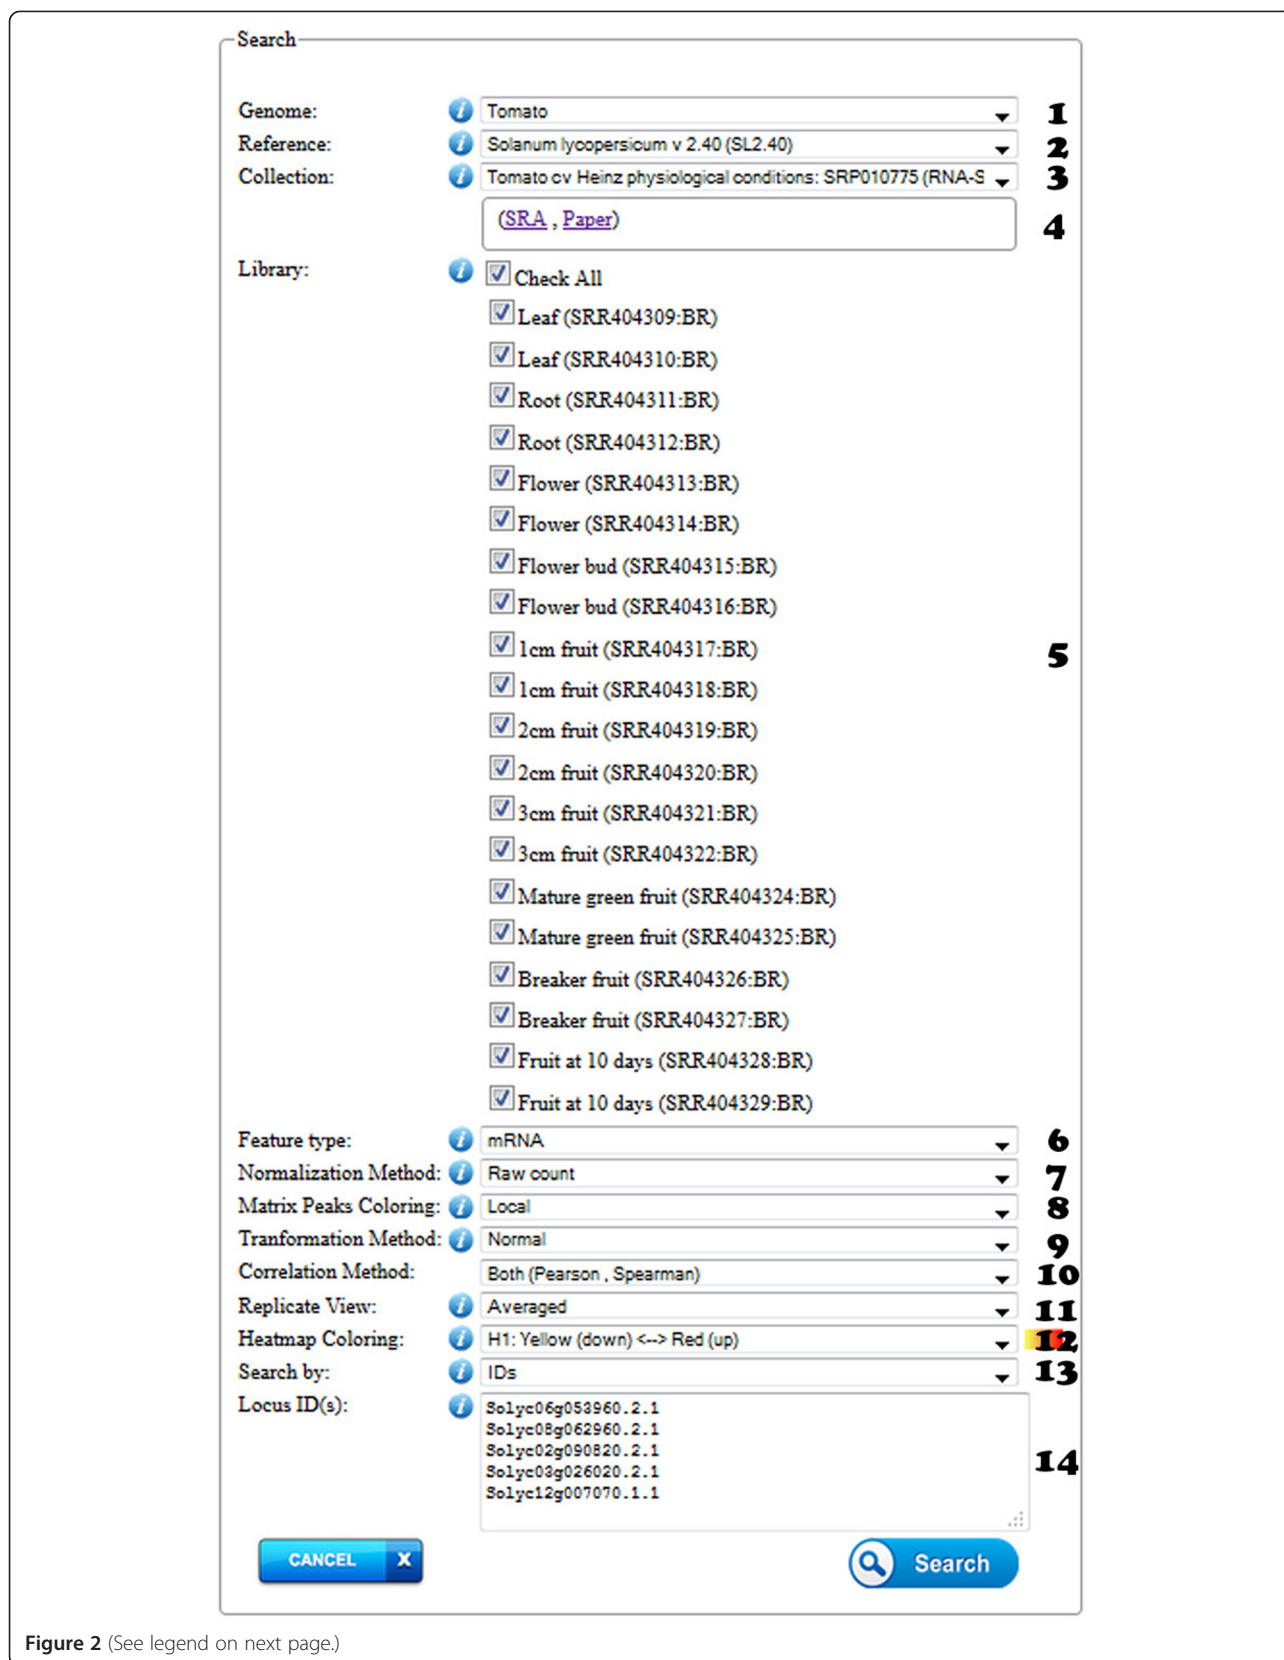 Search
Genome: Tomato 1
Reference: Solanum lycopersicum v 2.40 (SL2.40) 2
Collection: Tomato cv Heinz physiological conditions: SRP010775 (RNA-S 3
(SRA , Paper) 4
Library: Check All
Leaf (SRR404309:BR)
Leaf (SRR404310:BR)
Root (SRR404311:BR)
Root (SRR404312:BR)
Flower (SRR404313:BR)
Flower (SRR404314:BR)
Flower bud (SRR404315:BR)
Flower bud (SRR404316:BR)
1cm fruit (SRR404317:BR) 5
1cm fruit (SRR404318:BR)
2cm fruit (SRR404319:BR)
2cm fruit (SRR404320:BR)
3cm fruit (SRR404321:BR)
3cm fruit (SRR404322:BR)
Mature green fruit (SRR404324:BR)
Mature green fruit (SRR404325:BR)
Breaker fruit (SRR404326:BR)
Breaker fruit (SRR404327:BR)
Fruit at 10 days (SRR404328:BR)
Fruit at 10 days (SRR404329:BR)
Feature type: mRNA 6
Normalization Method: Raw count 7
Matrix Peaks Coloring: Local 8
Tranformation Method: Normal 9
Correlation Method: Both (Pearson , Spearman) 10
Replicate View: Averaged 11
Heatmap Coloring: H1: Yellow (down) <--> Red (up) 12
Search by: IDs 13
Locus ID(s): Solyc06g053960.2.1
Solyc08g062960.2.1
Solyc02g090820.2.1
Solyc03g026020.2.1 14
Solyc12g007070.1.1
CANCEL X Search
Figure 2 (See legend on next page.)